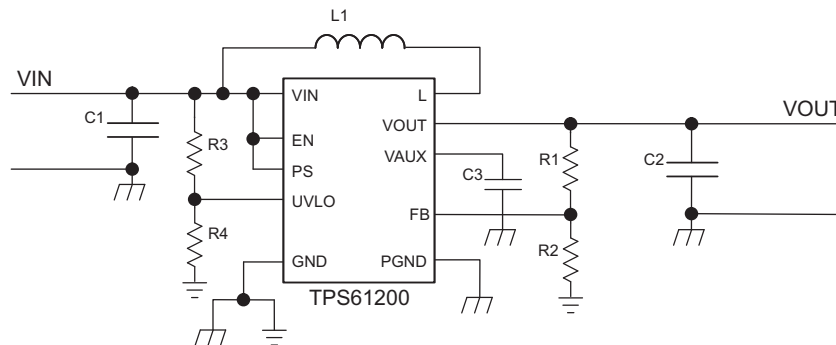 L1
VIN
VIN
L
C1
VOUT
VOUT
R3
EN
VAUX
R1
C2
PS
C3
UVLO
FB
R4
R2
GND
PGND
TPS61200